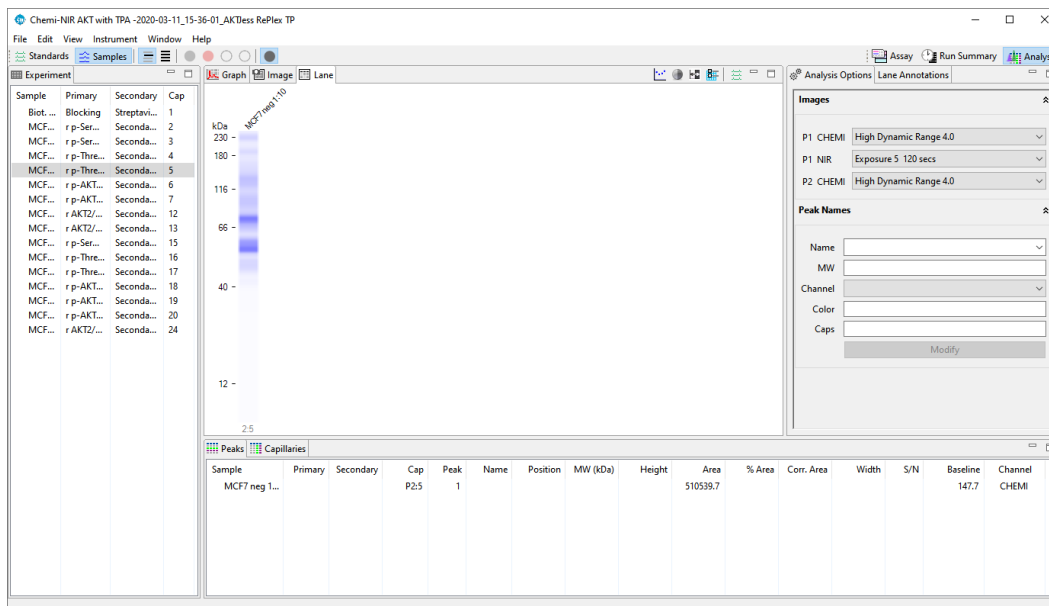 Chemi-NIR AKT with TPA -2020-03-11_15-36-01_AKTJess RePlex TP
File Edit View Instrument Window Help
Standards Samples Assay Run Summary Analys
Experiment
Sample Primary Secondary Cap
Biot. ... Blocking Streptavi... 1
MCF... r p-Ser... Seconda... 2
MCF... r p-Ser... Seconda... 3
MCF... r p-Thre... Seconda... 4
MCF... r p-Thre... Seconda... 5
MCF... r p-AKT... Seconda... 6
MCF... r p-AKT... Seconda... 7
MCF... r AKT2/... Seconda... 12
MCF... r AKT2/... Seconda... 13
MCF... r p-Ser... Seconda... 15
MCF... r p-Thre... Seconda... 16
MCF... r p-Thre... Seconda... 17
MCF... r p-AKT... Seconda... 18
MCF... r p-AKT... Seconda... 19
MCF... r p-AKT... Seconda... 20
MCF... r AKT2/... Seconda... 24
Graph Image Lane
MCF7 neg 1:10
kDa
230 -
180 -
116 -
66 -
40 -
12 -
2:5
Analysis Options Lane Annotations
Images
P1 CHEMI High Dynamic Range 4.0
P1 NIR Exposure 5 120 secs
P2 CHEMI High Dynamic Range 4.0
Peak Names
Name
MW
Channel
Color
Caps
Modify
Peaks Capillaries
Sample Primary Secondary Cap Peak Name Position MW (kDa) Height Area % Area Corr. Area Width S/N Baseline Channel
MCF7 neg 1... P2:5 1 510539.7 147.7 CHEMI